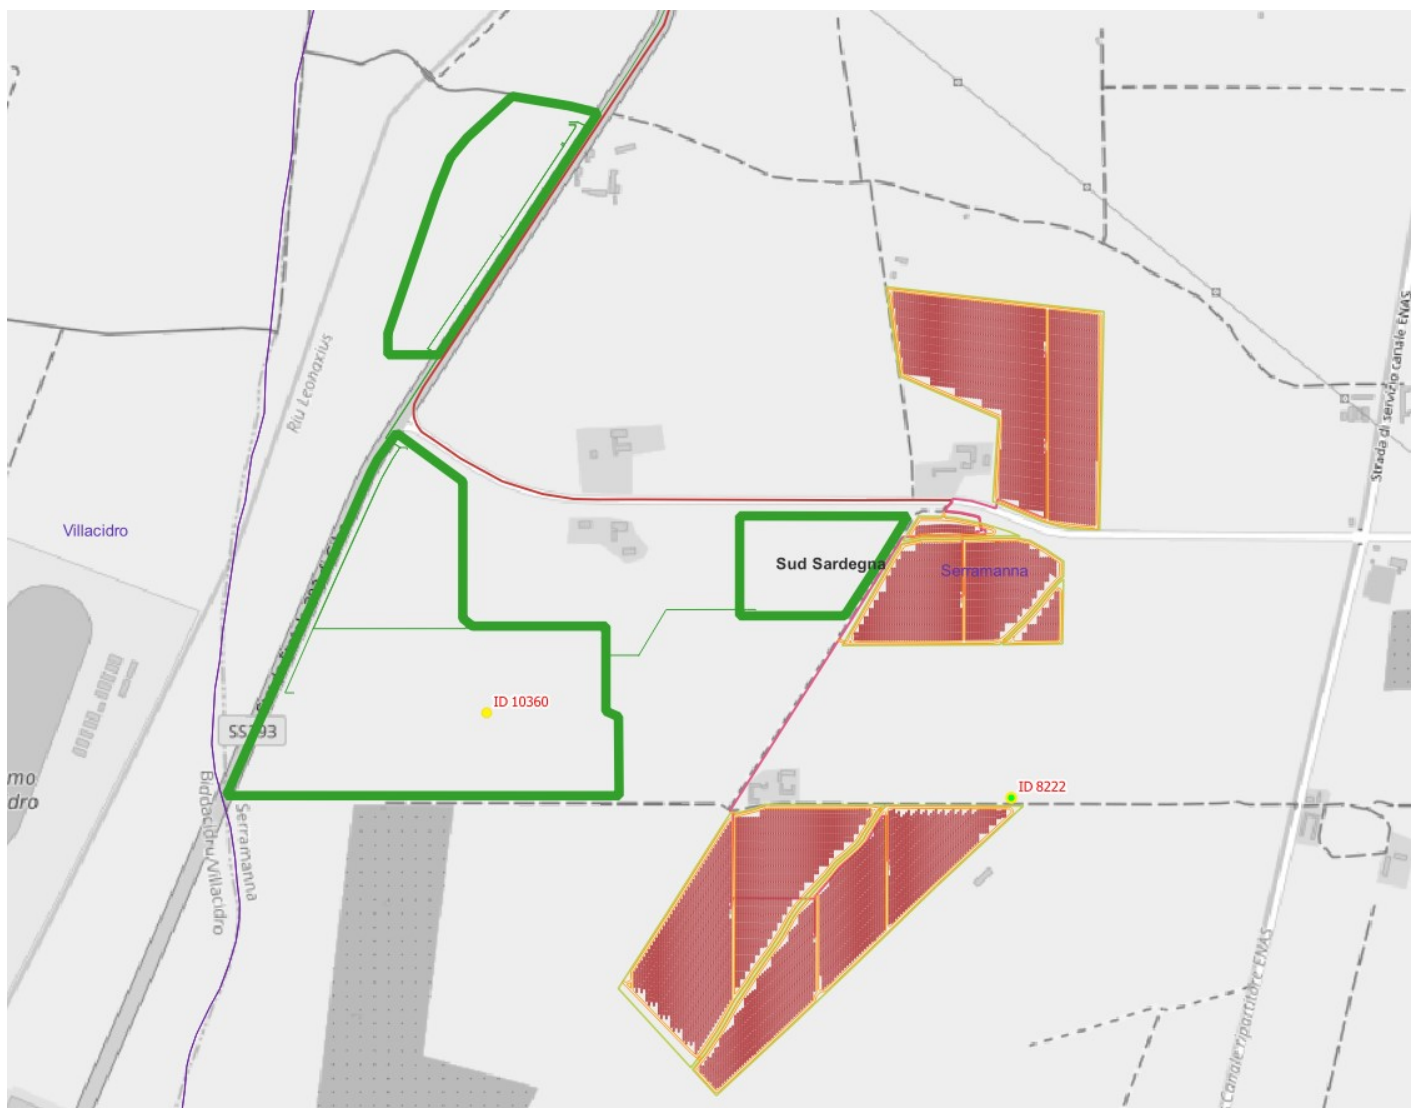 Strada di servizio canale ENAS
Riu Leonaxius
Villacidro
Sud Sardegna
Serramanna
ID 10360
SS293
mo
dro
Biddacidru/Villacidro
Serramanna
ID 8222
Canale ripartitore ENAS